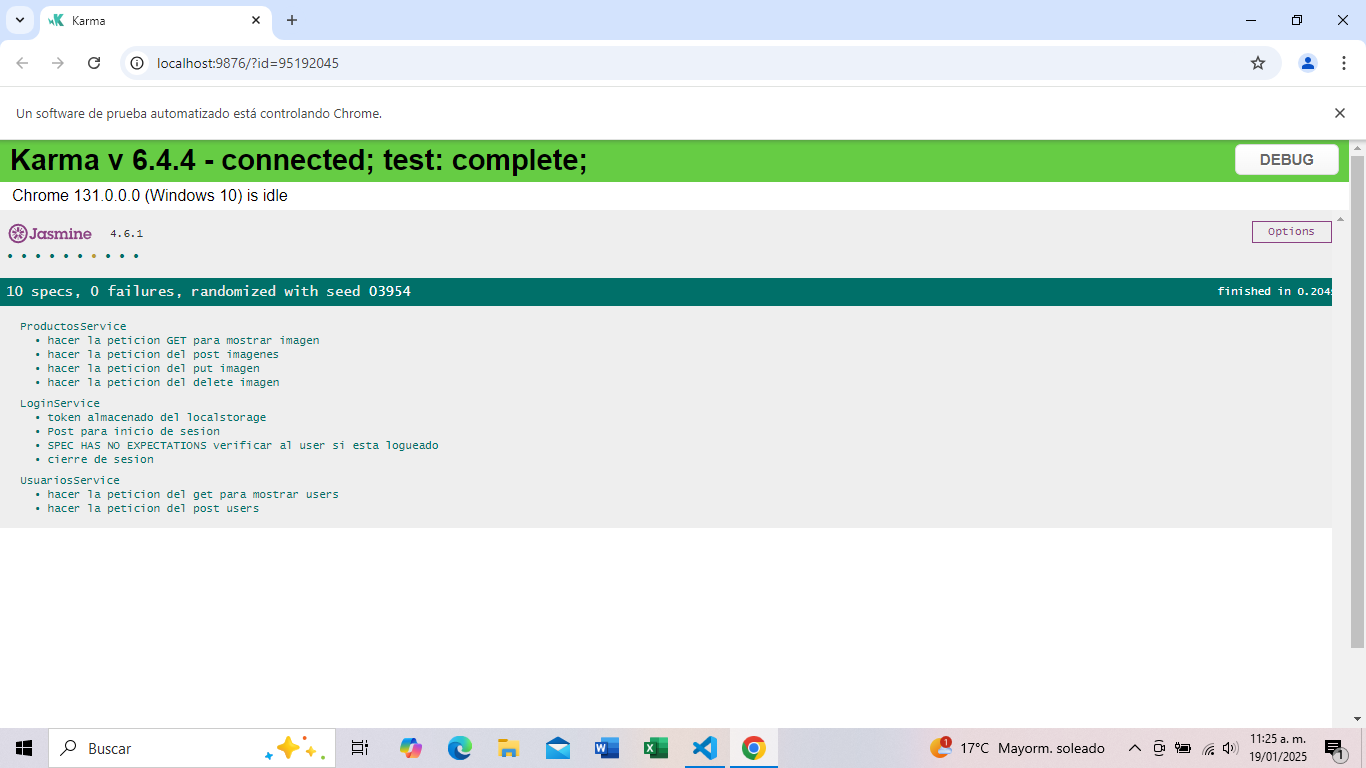 Karma
localhost:9876/?id=95192045
Un software de prueba automatizado está controlando Chrome.
Karma v 6.4.4 - connected; test: complete;
DEBUG
Chrome 131.0.0.0 (Windows 10) is idle
Jasmine 4.6.1
Options
10 specs, 0 failures, randomized with seed 03954
finished in 0.204s
ProductosService
• hacer la peticion GET para mostrar imagen
• hacer la peticion del post imagenes
• hacer la peticion del put imagen
• hacer la peticion del delete imagen
LoginService
• token almacenado del localstorage
• Post para inicio de sesion
• SPEC HAS NO EXPECTATIONS verificar al user si esta logueado
• cierre de sesion
UsuariosService
• hacer la peticion del get para mostrar users
• hacer la peticion del post users
Buscar
1
17°C Mayorm. soleado
11:25 a. m.
19/01/2025
1